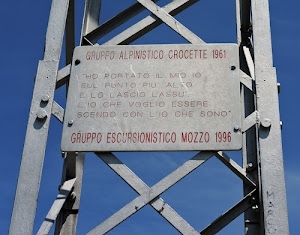 GRUPPO ALPINISTICO CROCETTE 1961
"HO PORTATO IL MIO IO
SUL PUNTO PIU' ALTO
E LO LASCIO LASSU'
L'IO CHE VOGLIO ESSERE
SCENDO CON L'IO CHE SONO"
GRUPPO ESCURSIONISTICO MOZZO 1996